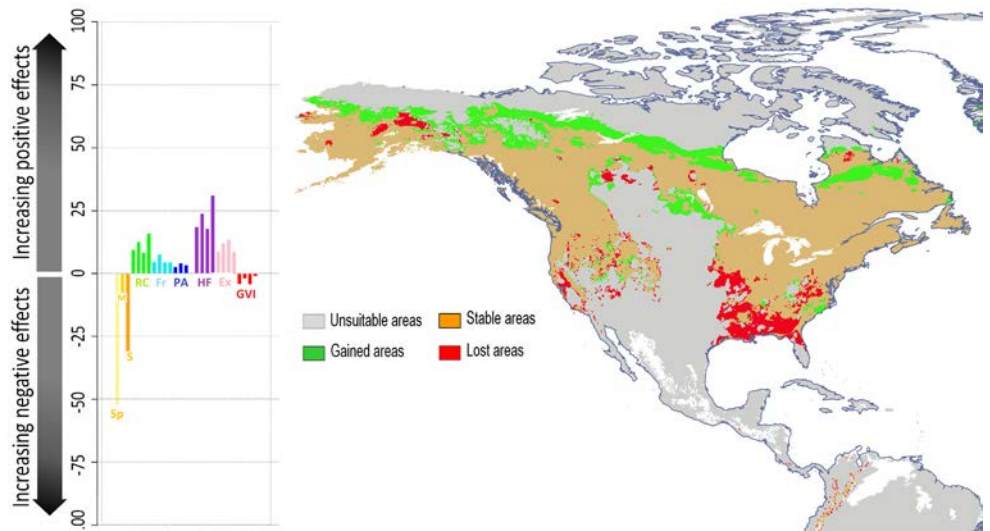 Increasing positive effects
Increasing negative effects
100
75
50
25
0
-25
-50
-75
.00
M
S
Sp
RC Fr PA HF Ex GVI
Unsuitable areas Stable areas
Gained areas Lost areas